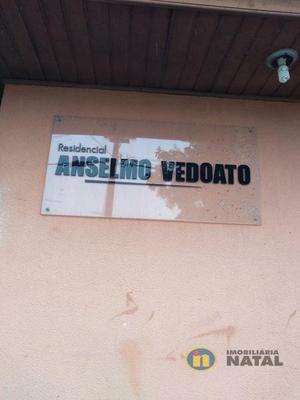 Residencial
ANSELMO VEDOATO
IMOBILIÁRIA
NATAL